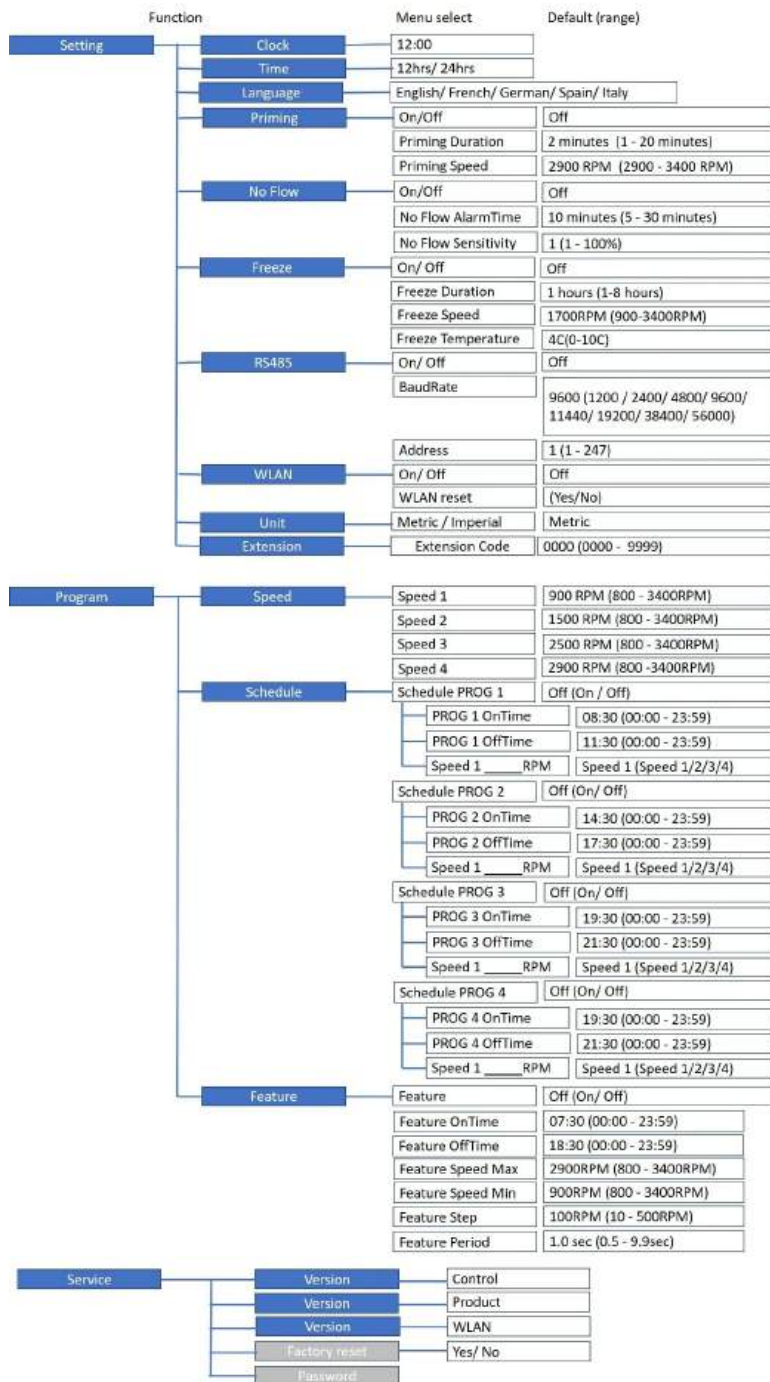 Function Menu select Default (range)
Setting Clock 12:00
Time 12hrs/ 24hrs
Language English/ French/ German/ Spain/ Italy
Priming On/Off Off
Priming Duration 2 minutes (1 - 20 minutes)
Priming Speed 2900 RPM (2900 - 3400 RPM)
No Flow On/Off Off
No Flow AlarmTime 10 minutes (5 - 30 minutes)
No Flow Sensitivity 1 (1 - 100%)
Freeze On/ Off Off
Freeze Duration 1 hours (1-8 hours)
Freeze Speed 1700RPM (900-3400RPM)
Freeze Temperature 4C(0-10C)
RS485 On/ Off Off
BaudRate 9600 (1200 / 2400/ 4800/ 9600/
11440/ 19200/ 38400/ 56000)
Address 1 (1 - 247)
WLAN On/ Off Off
WLAN reset (Yes/No)
Unit Metric / Imperial Metric
Extension Extension Code 0000 (0000 - 9999)
Program Speed Speed 1 900 RPM (800 - 3400RPM)
Speed 2 1500 RPM (800 - 3400RPM)
Speed 3 2500 RPM (800 - 3400RPM)
Speed 4 2900 RPM (800 -3400RPM)
Schedule Schedule PROG 1 Off (On / Off)
PROG 1 OnTime 08:30 (00:00 - 23:59)
PROG 1 OffTime 11:30 (00:00 - 23:59)
Speed 1 _____RPM Speed 1 (Speed 1/2/3/4)
Schedule PROG 2 Off (On/ Off)
PROG 2 OnTime 14:30 (00:00 - 23:59)
PROG 2 OffTime 17:30 (00:00 - 23:59)
Speed 1 _____RPM Speed 1 (Speed 1/2/3/4)
Schedule PROG 3 Off (On/ Off)
PROG 3 OnTime 19:30 (00:00 - 23:59)
PROG 3 OffTime 21:30 (00:00 - 23:59)
Speed 1 _____RPM Speed 1 (Speed 1/2/3/4)
Schedule PROG 4 Off (On/ Off)
PROG 4 OnTime 19:30 (00:00 - 23:59)
PROG 4 OffTime 21:30 (00:00 - 23:59)
Speed 1 _____RPM Speed 1 (Speed 1/2/3/4)
Feature Feature Off (On/ Off)
Feature OnTime 07:30 (00:00 - 23:59)
Feature OffTime 18:30 (00:00 - 23:59)
Feature Speed Max 2900RPM (800 - 3400RPM)
Feature Speed Min 900RPM (800 - 3400RPM)
Feature Step 100RPM (10 - 500RPM)
Feature Period 1.0 sec (0.5 - 9.9sec)
Service Version Control
Version Product
Version WLAN
Factory reset Yes/ No
Password